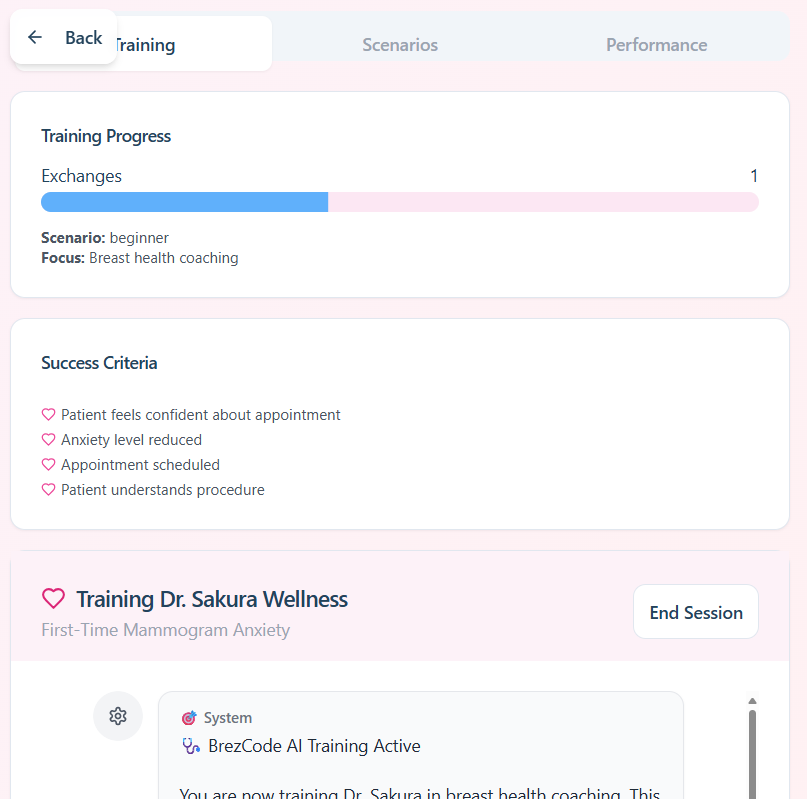 Back
Training
Scenarios
Performance
Training Progress
Exchanges
1
Scenario: beginner
Focus: Breast health coaching
Success Criteria
Patient feels confident about appointment
Anxiety level reduced
Appointment scheduled
Patient understands procedure
Training Dr. Sakura Wellness
First-Time Mammogram Anxiety
End Session
System
BrezCode AI Training Active
You are now training Dr. Sakura in breast health coaching. This